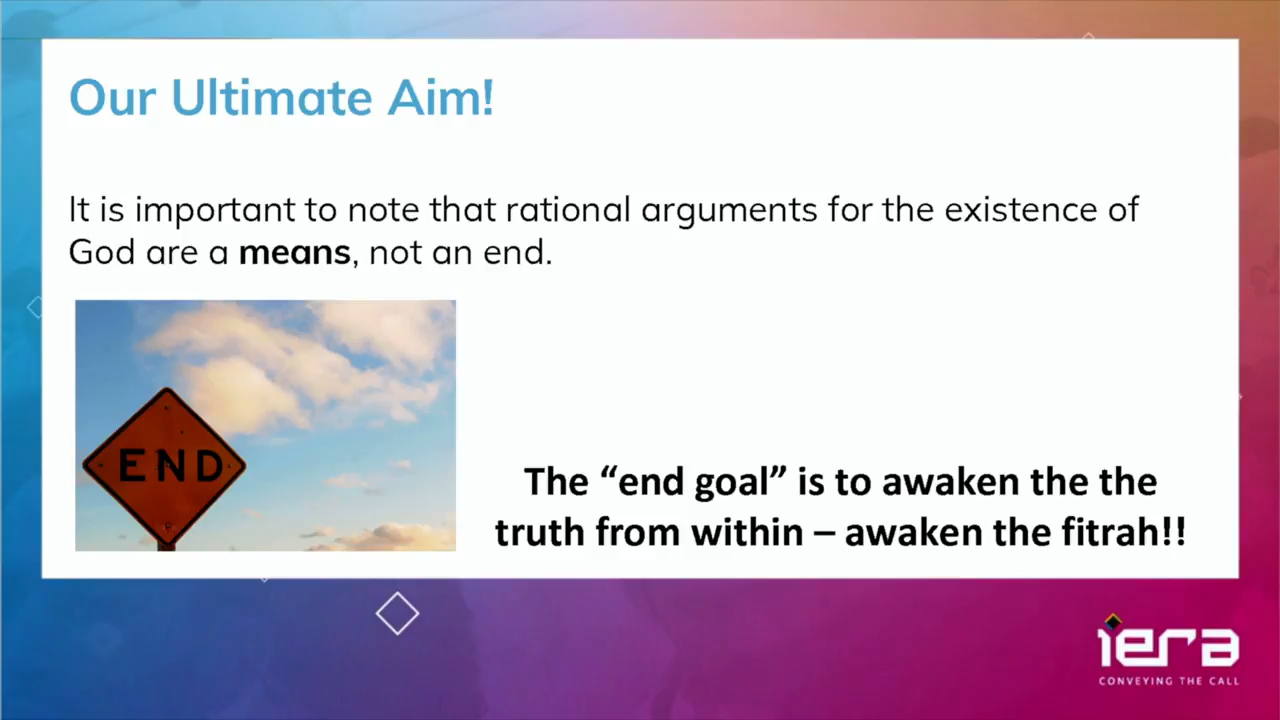 Our Ultimate Aim!
It is important to note that rational arguments for the existence of
God are a means, not an end.
END
The “end goal” is to awaken the the
truth from within – awaken the fitrah!!
iera
CONVEYING THE CALL